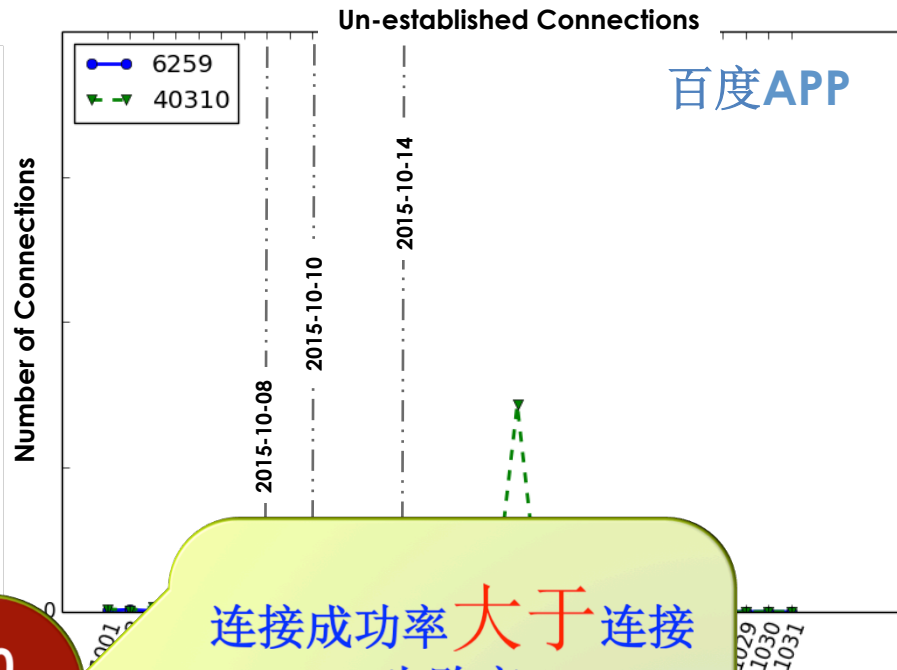 Un-established Connections
6259
40310
百度APP
Number of Connections
2015-10-08
2015-10-10
2015-10-14
0
连接成功率大于连接
1029
1030
1031